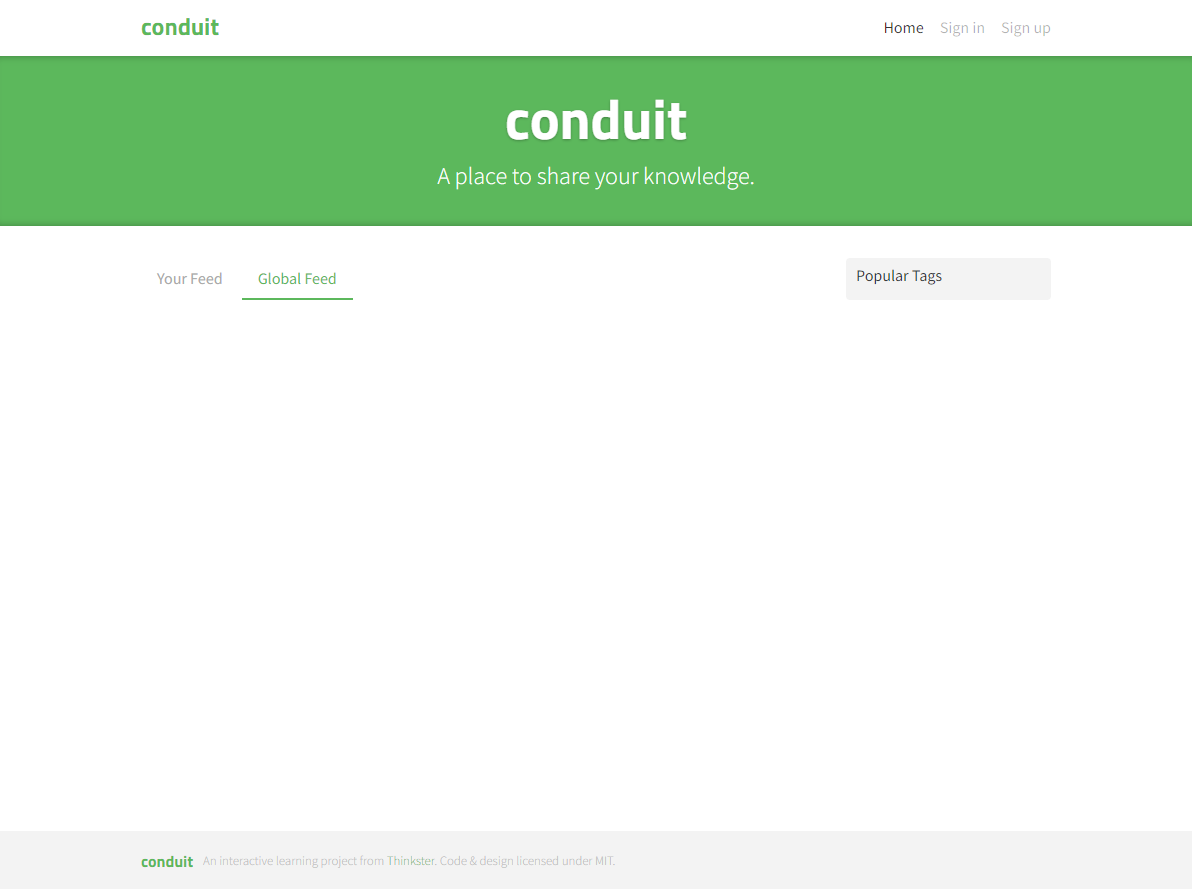 conduit
Home Sign in Sign up
conduit
A place to share your knowledge.
Your Feed Global Feed
Popular Tags
conduit An interactive learning project from Thinkster. Code & design licensed under MIT.